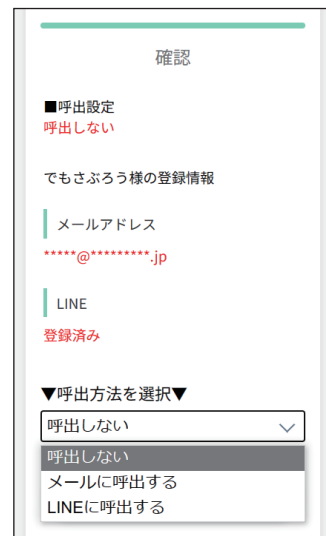 確認
■呼出設定
呼出しない
でもさぶろう様の登録情報
メールアドレス
*****@*********.jp
LINE
登録済み
▼呼出方法を選択▼
呼出しない
呼出しない
メールに呼出する
LINEに呼出する